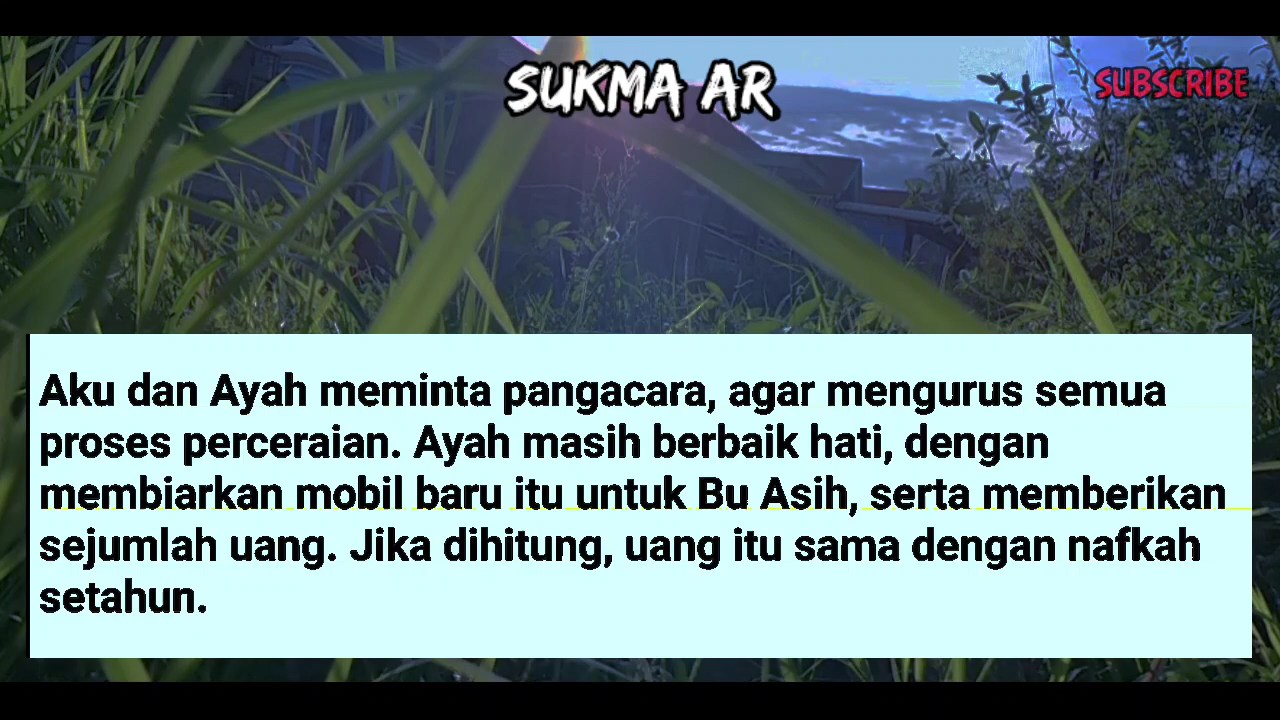 SUKMA AR
SUBSCRIBE
Aku dan Ayah meminta pangacara, agar mengurus semua
proses perceraian. Ayah masih berbaik hati, dengan
membiarkan mobil baru itu untuk Bu Asih, serta memberikan
sejumlah uang. Jika dihitung, uang itu sama dengan nafkah
setahun.